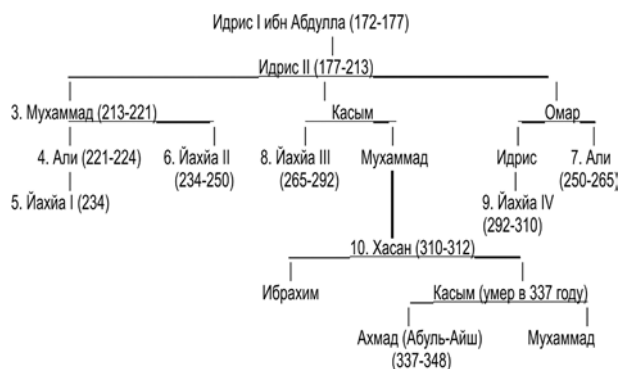 Идрис I ибн Абдулла (172-177)
Идрис II (177-213)
3. Мухаммад (213-221)
Касым
Омар
4. Али (221-224)
6. Йахйа II
(234-250)
8. Йахйа III
(265-292)
Мухаммад
Идрис
7. Али
(250-265)
5. Йахйа I (234)
9. Йахйа IV
(292-310)
10. Хасан (310-312)
Ибрахим
Касым (умер в 337 году)
Ахмад (Абуль-Айш)
(337-348)
Мухаммад